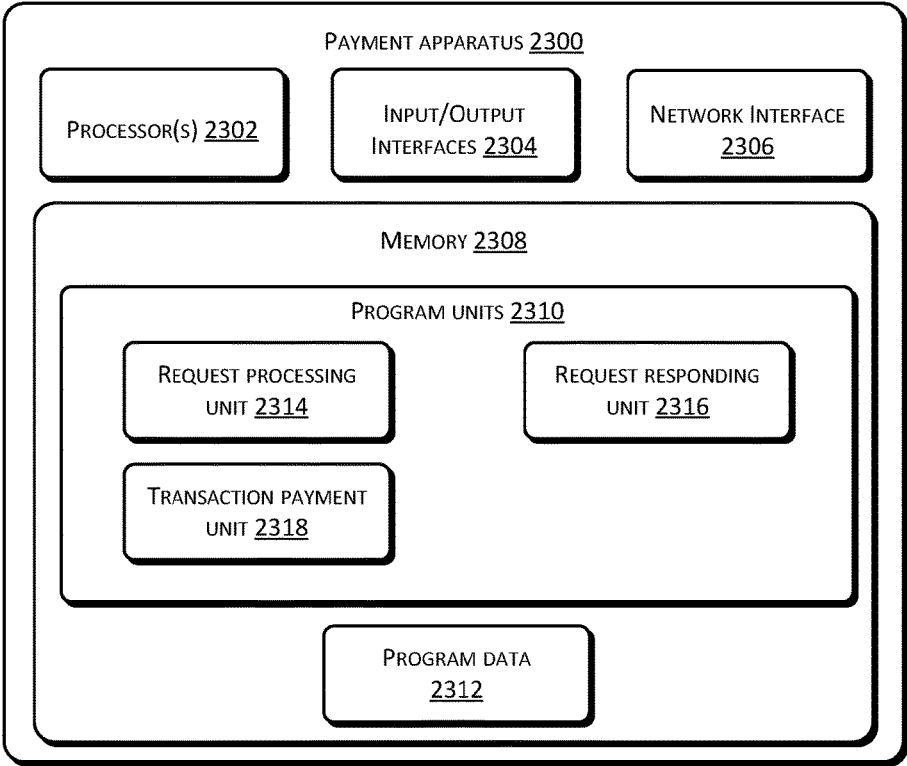 PAYMENT APPARATUS 2300
PROCESSOR(S) 2302
INPUT/OUTPUT
INTERFACES 2304
NETWORK INTERFACE
2306
MEMORY 2308
PROGRAM UNITS 2310
REQUEST PROCESSING
UNIT 2314
REQUEST RESPONDING
UNIT 2316
TRANSACTION PAYMENT
UNIT 2318
PROGRAM DATA
2312